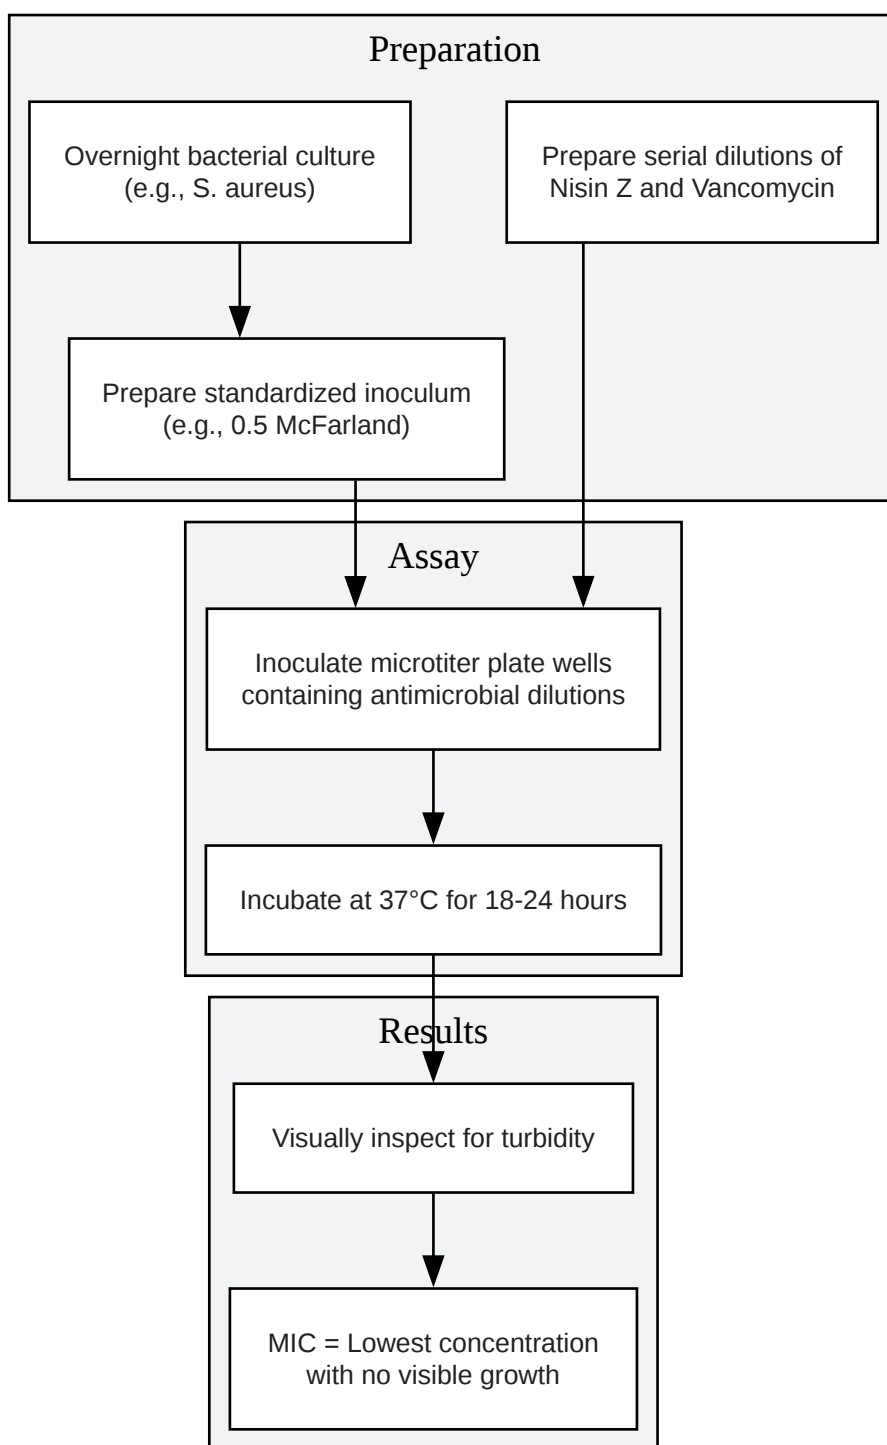 Preparation
Overnight bacterial culture
(e.g., S. aureus)
Prepare serial dilutions of
Nisin Z and Vancomycin
Prepare standardized inoculum
(e.g., 0.5 McFarland)
Assay
Inoculate microtiter plate wells
containing antimicrobial dilutions
Incubate at 37°C for 18-24 hours
Results
Visually inspect for turbidity
MIC = Lowest concentration
with no visible growth